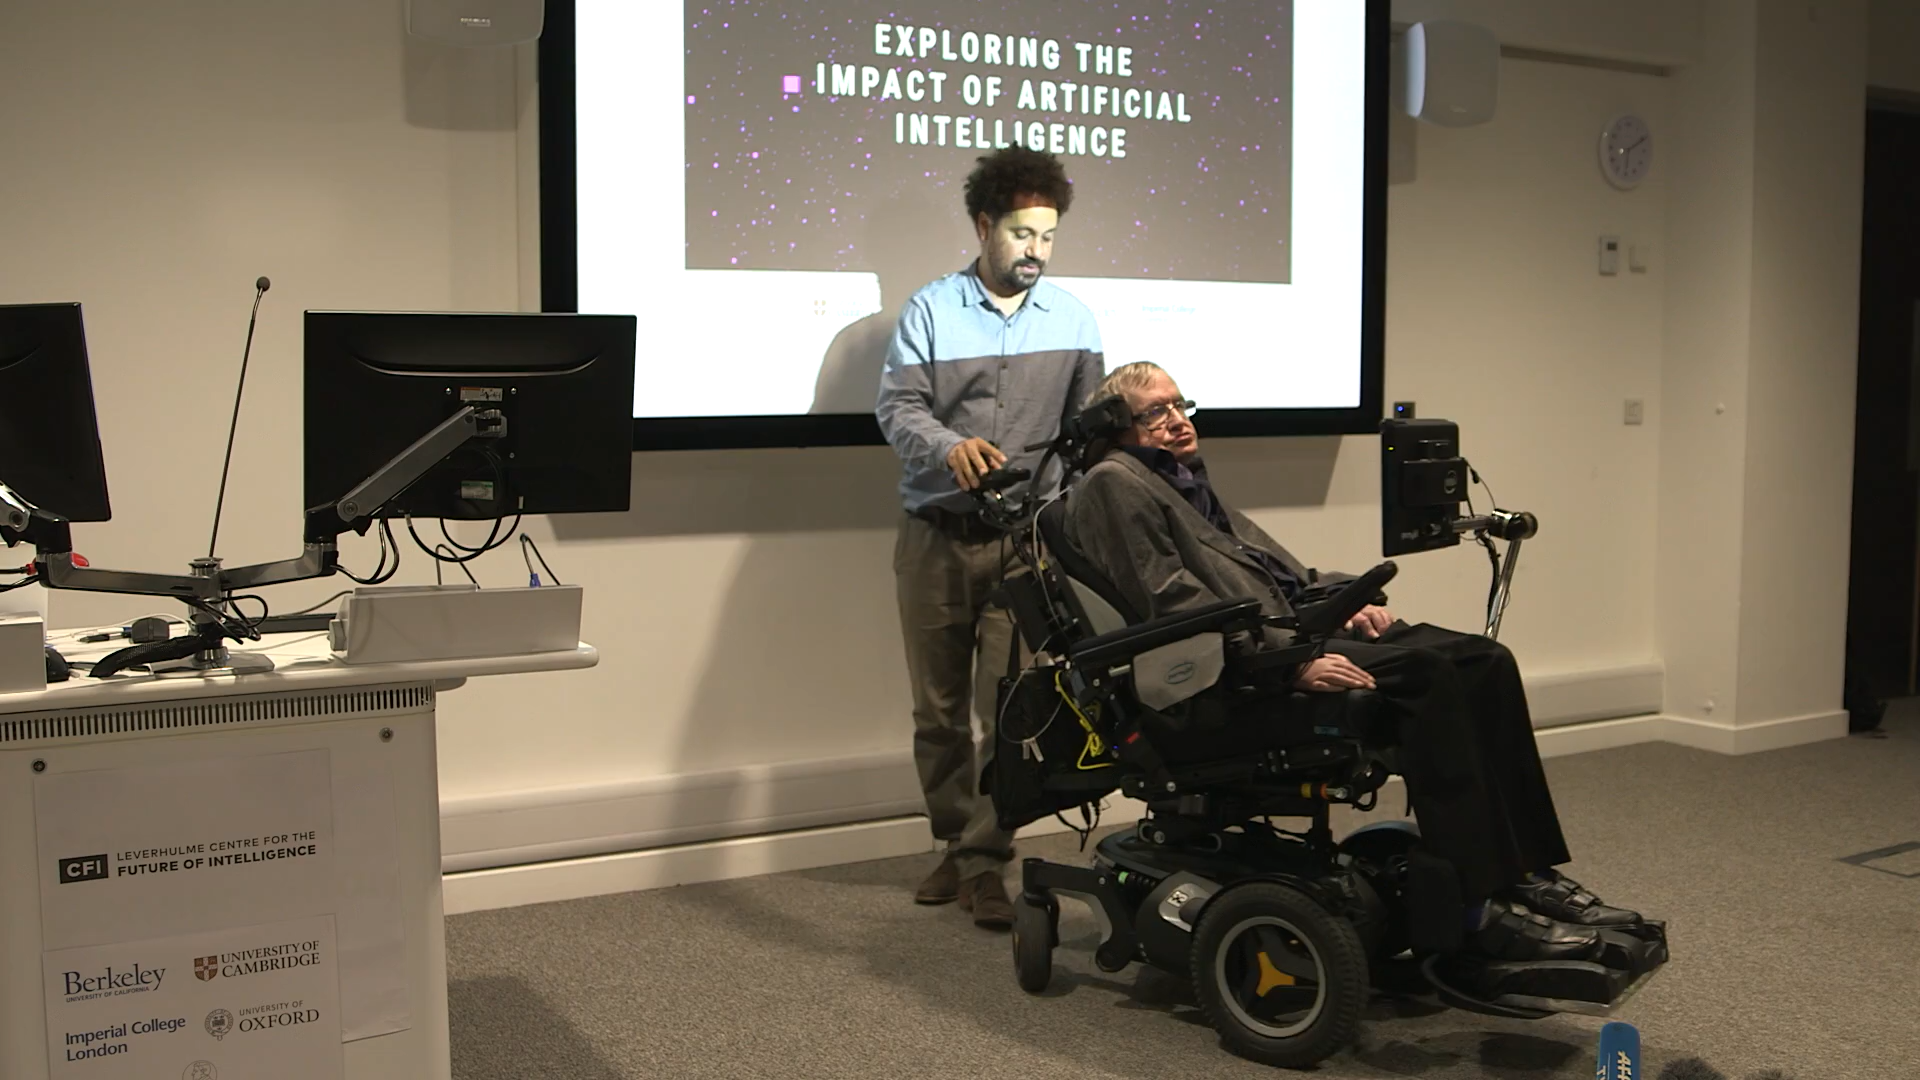 EXPLORING THE
IMPACT OF ARTIFICIAL
INTELLIGENCE
CFI
LEVERHULME CENTRE FOR THE
FUTURE OF INTELLIGENCE
Berkeley
UNIVERSITY OF CALIFORNIA
UNIVERSITY OF
CAMBRIDGE
Imperial College
London
UNIVERSITY OF
OXFORD